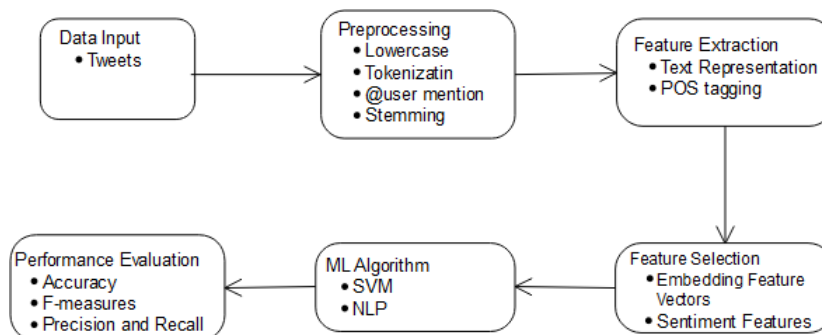 Data Input
• Tweets
Preprocessing
• Lowercase
• Tokenizatin
• @user mention
• Stemming
Feature Extraction
• Text Representation
• POS tagging
Feature Selection
• Embedding Feature
Vectors
• Sentiment Features
ML Algorithm
• SVM
• NLP
Performance Evaluation
• Accuracy
• F-measures
• Precision and Recall